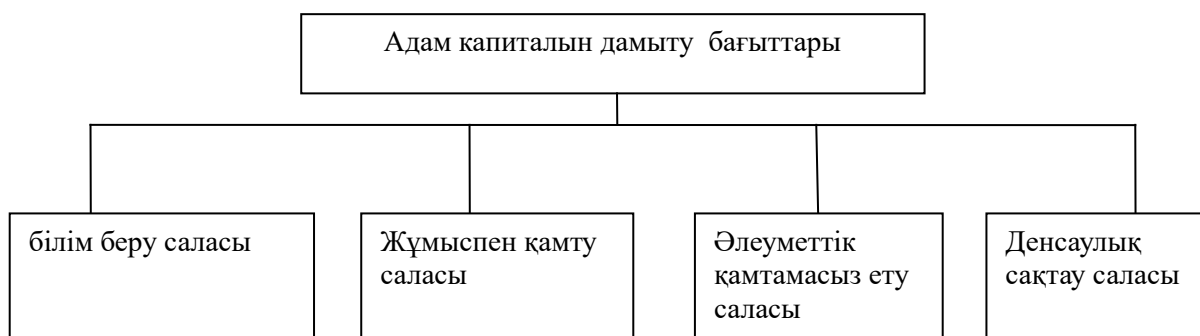 Адам капиталын дамыту бағыттары
білім беру саласы
Жұмыспен қамту
саласы
Әлеуметтік
қамтамасыз ету
саласы
Денсаулық
сақтау саласы